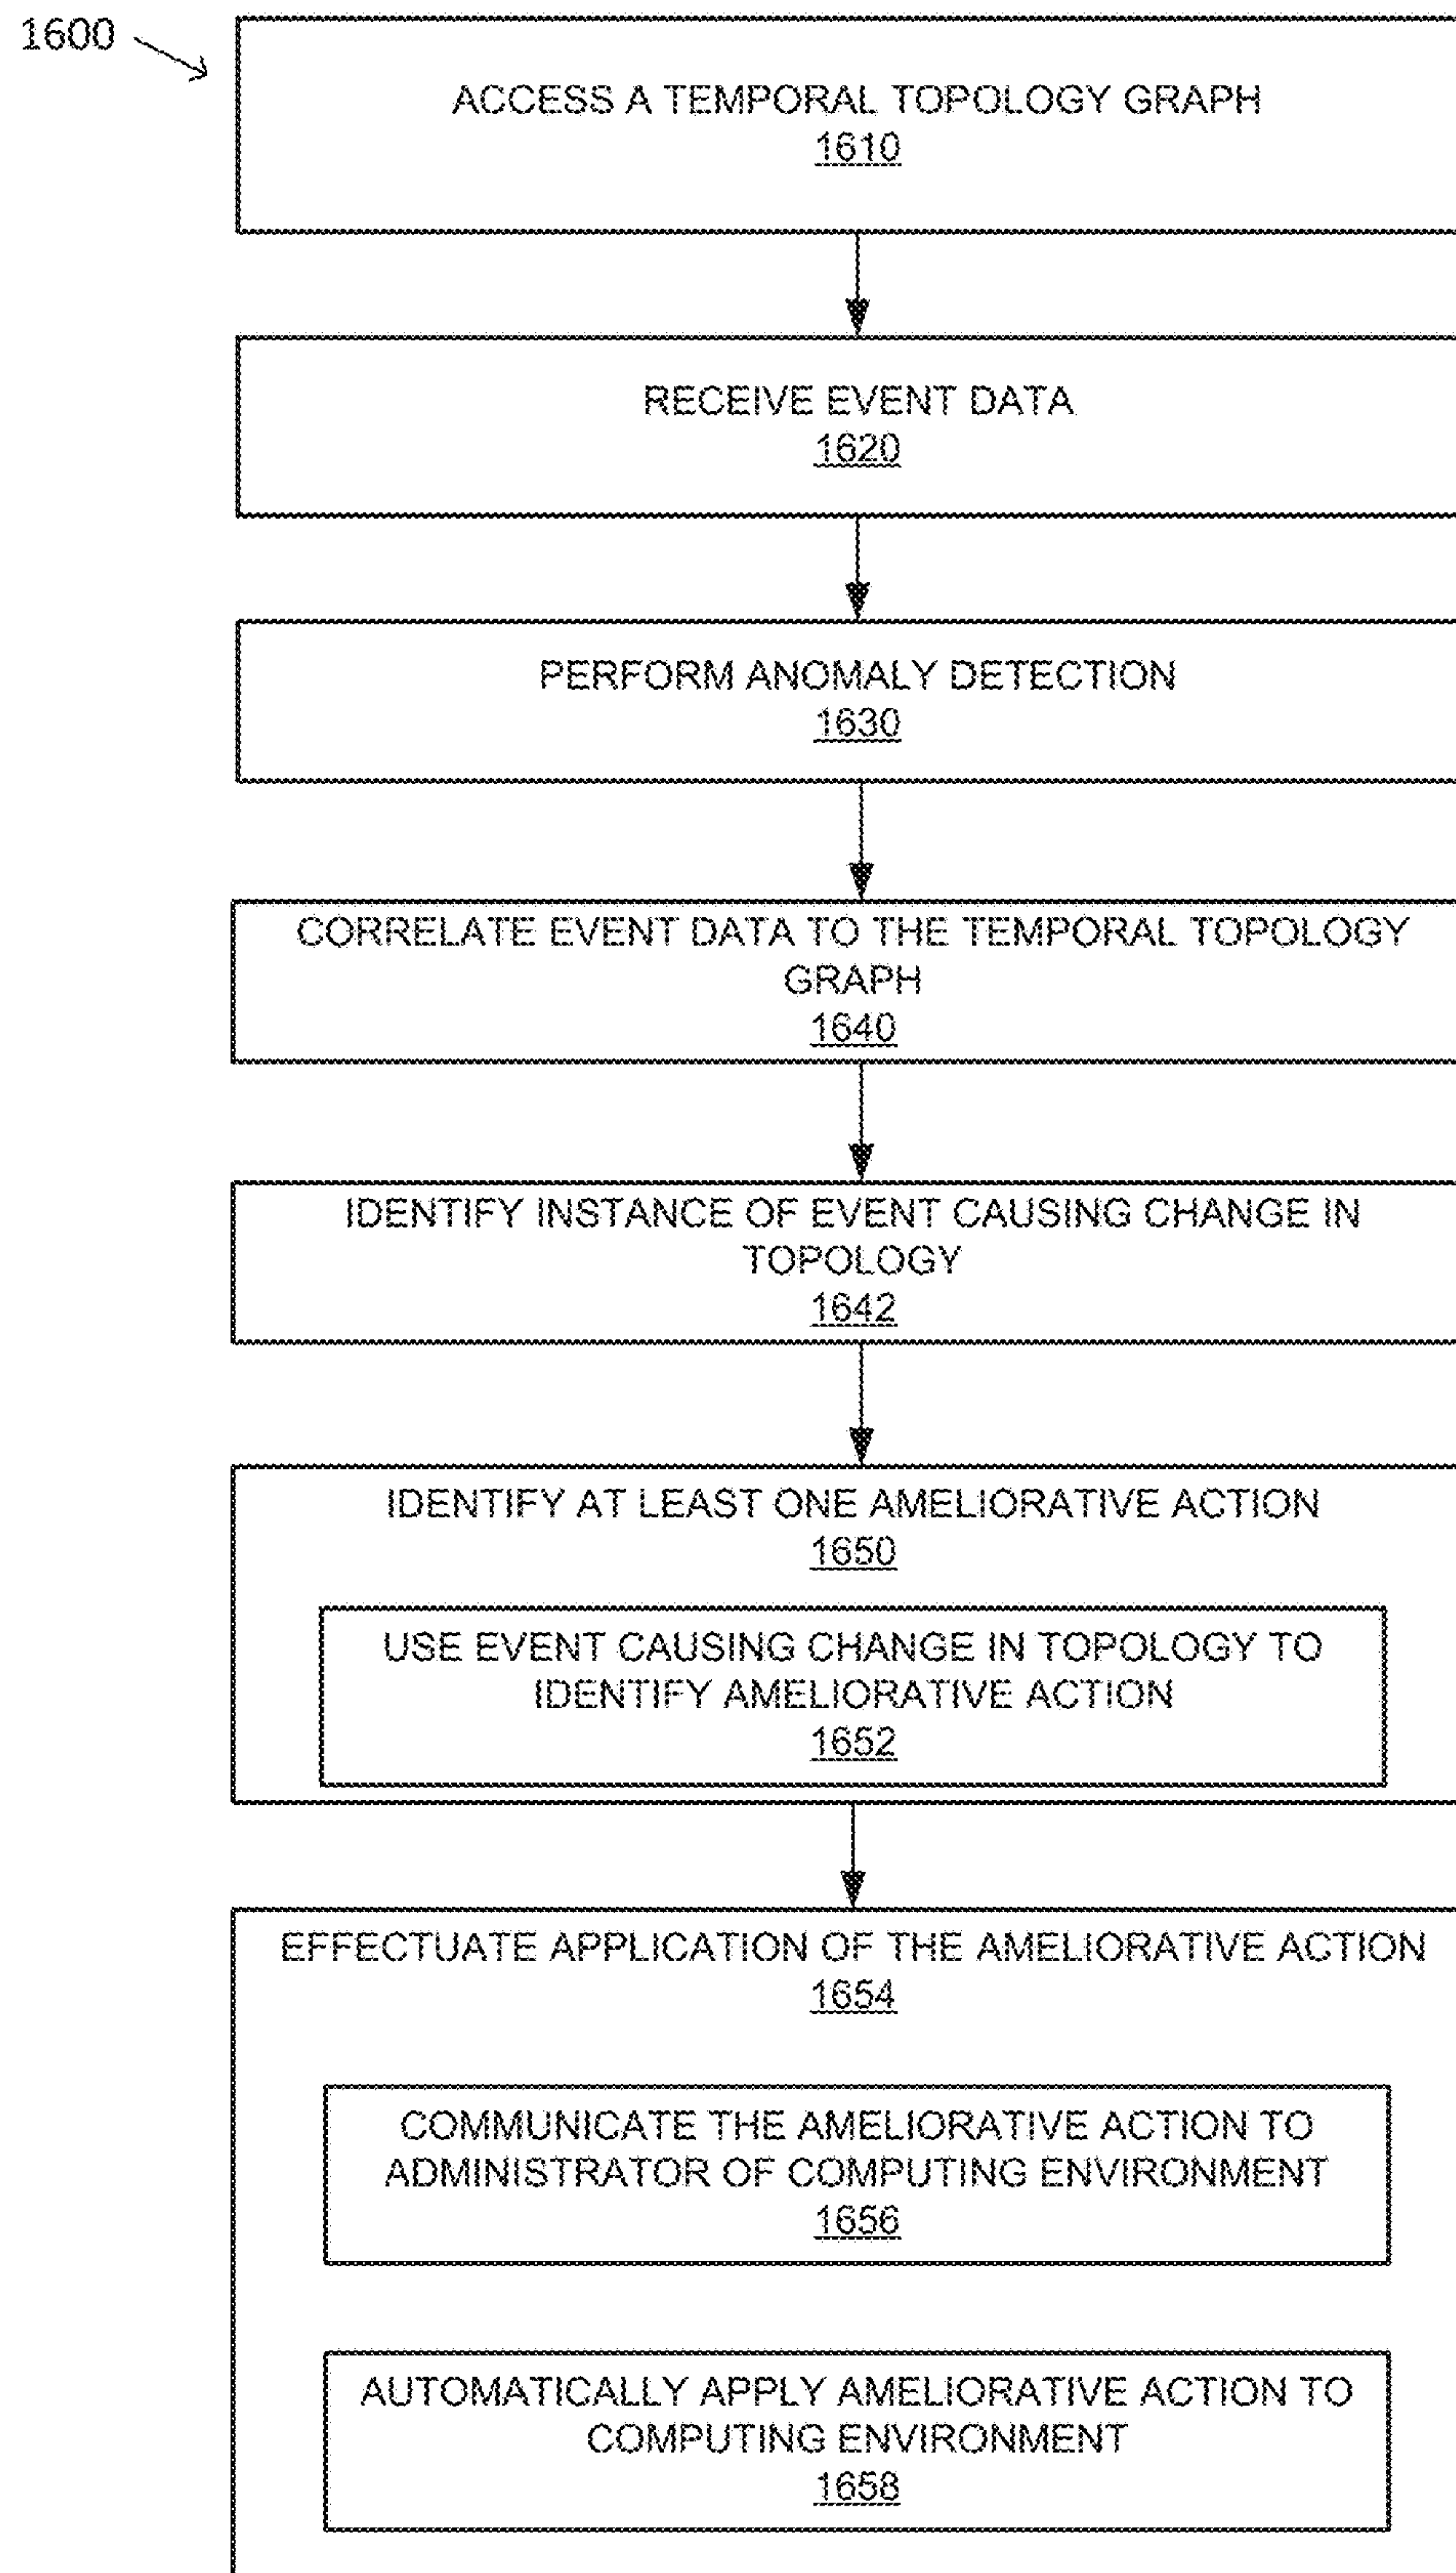 1600
ACCESS A TEMPORAL TOPOLOGY GRAPH
1610
RECEIVE EVENT DATA
1620
PERFORM ANOMALY DETECTION
1630
CORRELATE EVENT DATA TO THE TEMPORAL TOPOLOGY
GRAPH
1640
IDENTIFY INSTANCE OF EVENT CAUSING CHANGE IN
TOPOLOGY
1642
IDENTIFY AT LEAST ONE AMELIORATIVE ACTION
1650
USE EVENT CAUSING CHANGE IN TOPOLOGY TO
IDENTIFY AMELIORATIVE ACTION
1652
EFFECTUATE APPLICATION OF THE AMELIORATIVE ACTION
1654
COMMUNICATE THE AMELIORATIVE ACTION TO
ADMINISTRATOR OF COMPUTING ENVIRONMENT
1656
AUTOMATICALLY APPLY AMELIORATIVE ACTION TO
COMPUTING ENVIRONMENT
1658